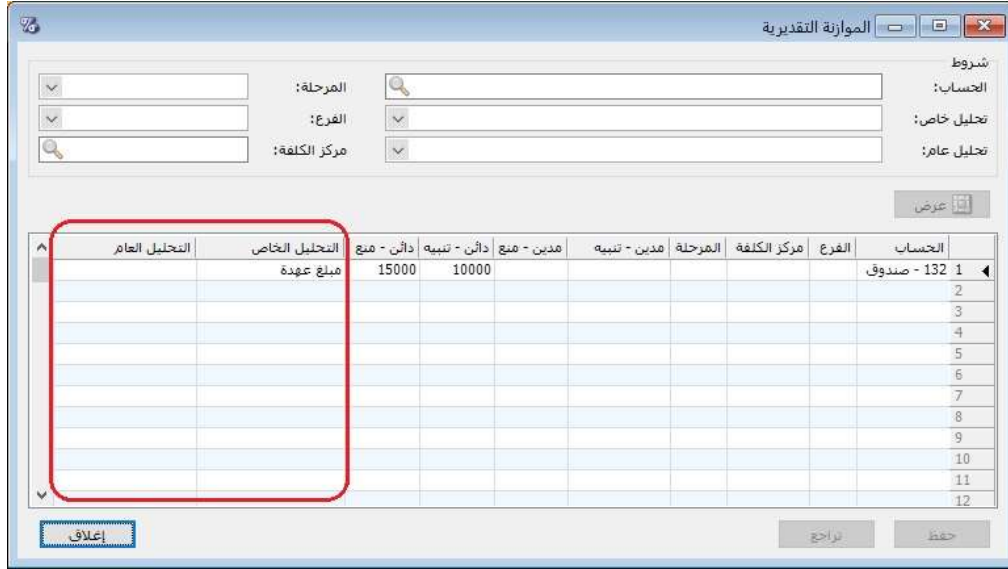 الموازنة التقديرية
شروط
الحساب: المرحلة:
تحليل خاص: الفرع:
تحليل عام: مركز الكلفة:
عرض
الحساب الفرع مركز الكلفة المرحلة مدين - تنبيه مدين - منع دائن - تنبيه دائن - منع التحليل الخاص التحليل العام
1 132 - صندوق 10000 15000 مبلغ عهدة
2
3
4
5
6
7
8
9
10
11
12
حفظ تراجع إغلاق